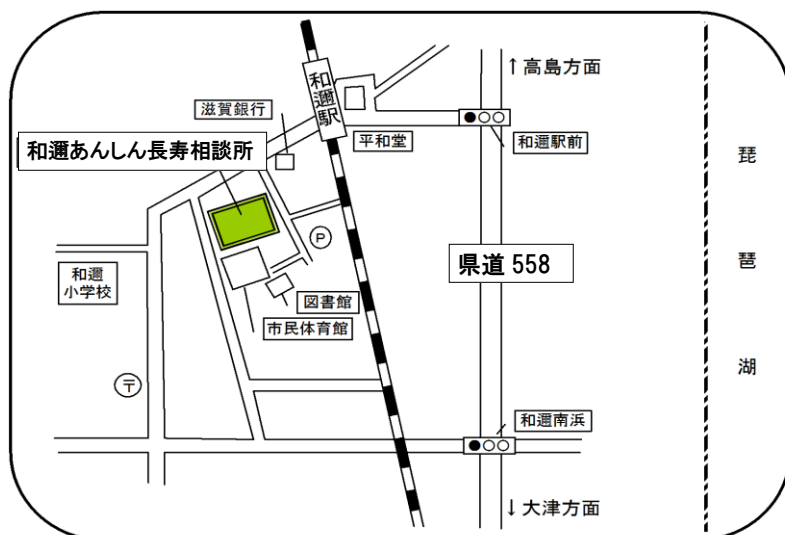 ↑高島方面
和邇駅
滋賀銀行
平和堂
和邇駅前
和邇あんしん長寿相談所
琵琶湖
P
県道 558
和邇
小学校
図書館
市民体育館
〒
和邇南浜
↓大津方面